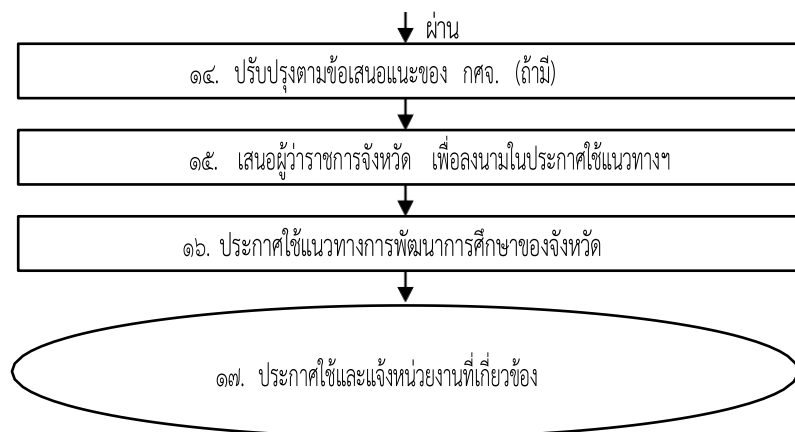 ผ่าน
๑๔. ปรับปรุงตามข้อเสนอแนะของ กศจ. (ถ้ามี)
๑๕. เสนอผู้ว่าราชการจังหวัด เพื่อลงนามในประกาศใช้แนวทางฯ
๑๖. ประกาศใช้แนวทางการพัฒนาการศึกษาของจังหวัด
๑๗. ประกาศใช้และแจ้งหน่วยงานที่เกี่ยวข้อง